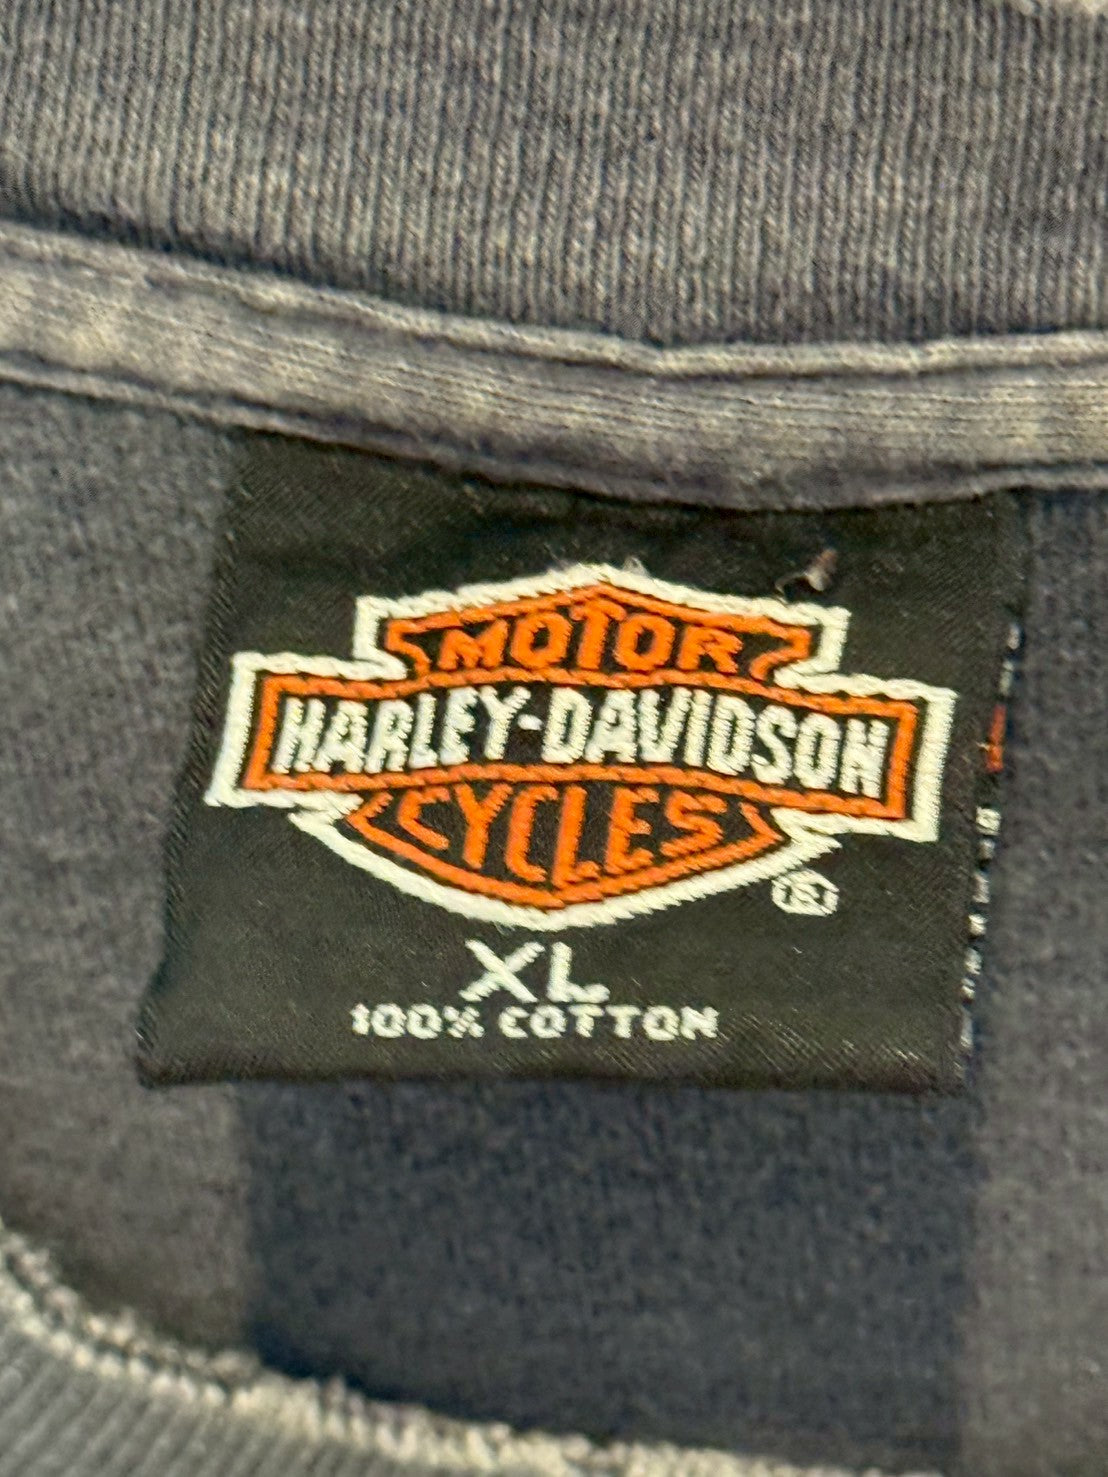 MOTOR
HARLEY-DAVIDSON
CYCLES
®
XL
100% COTTON